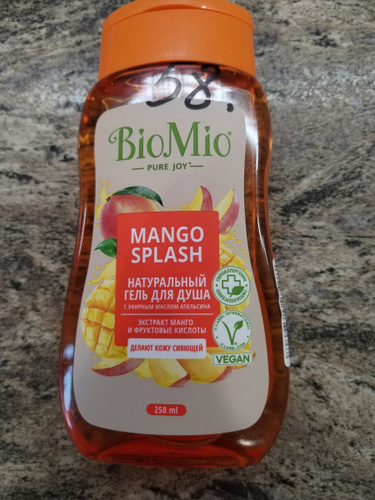 58.
BioMio®
PURE JOY
MANGO
SPLASH
НАТУРАЛЬНЫЙ
ГЕЛЬ ДЛЯ ДУША
С ЭФИРНЫМ МАСЛОМ АПЕЛЬСИНА
ЭКСТРАКТ МАНГО
И ФРУКТОВЫЕ КИСЛОТЫ
ДЕЛАЮТ КОЖУ СИЯЮЩЕЙ
VEGAN
250 ml